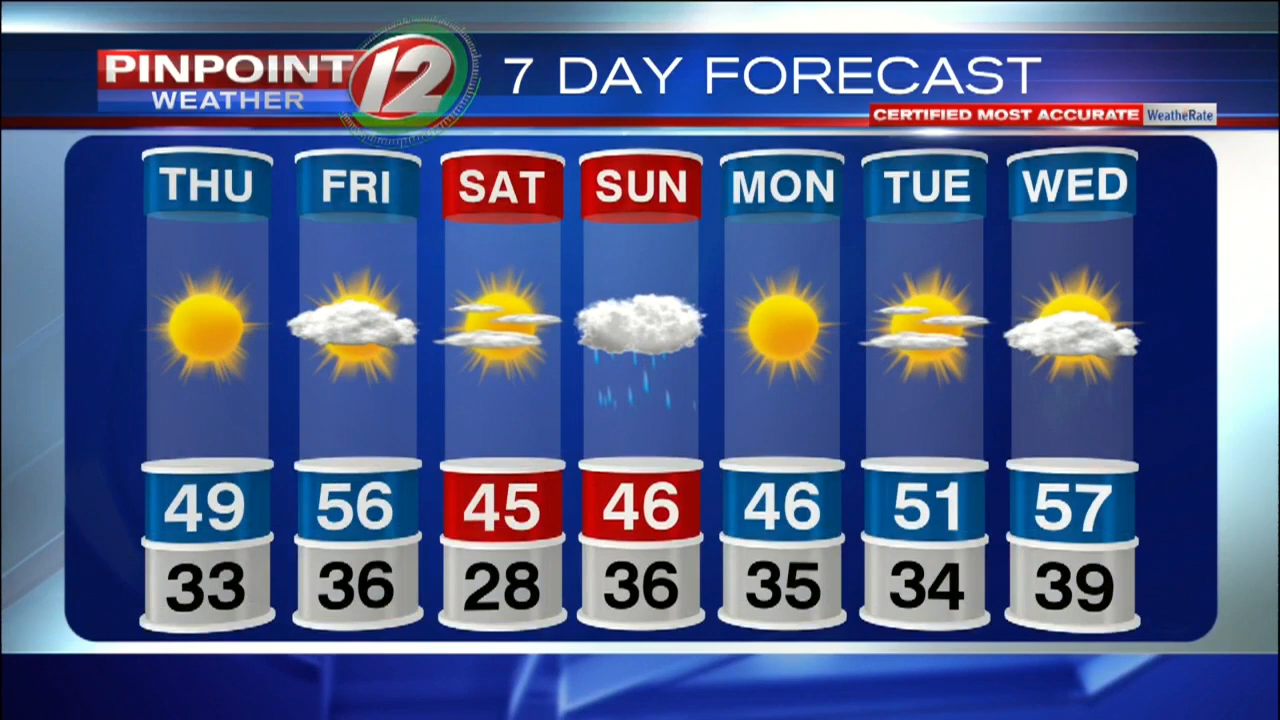 PINPOINT 12 7 DAY FORECAST
WEATHER
CERTIFIED MOST ACCURATE WeatheRate
THU FRI SAT SUN MON TUE WED
49 56 45 46 46 51 57
33 36 28 36 35 34 39